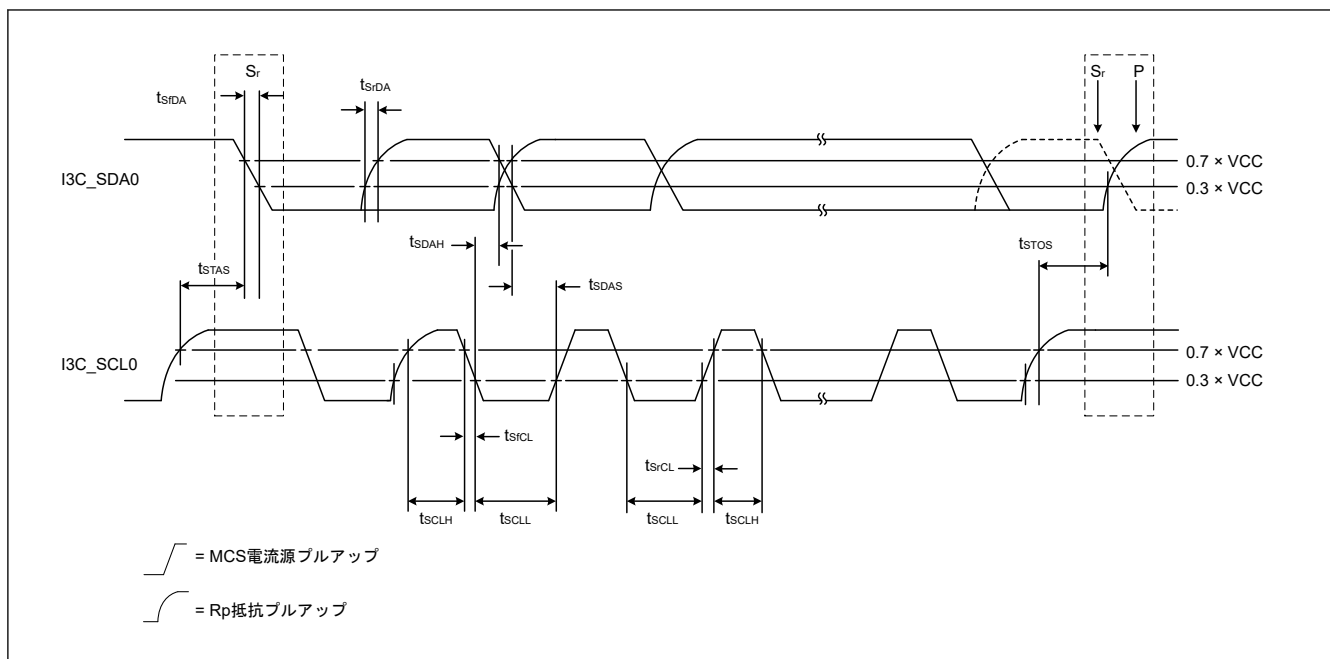 Sr
Sr P
tSfDA
tSrDA
0.7 × VCC
I3C_SDA0
0.3 × VCC
tSDAH
tSTOS
tSTAS
tSDAS
I3C_SCL0
0.7 × VCC
0.3 × VCC
tSfCL
tSrCL
tSCLH tSCLL tSCLL tSCLH
= MCS電流源プルアップ
= Rp抵抗プルアップ